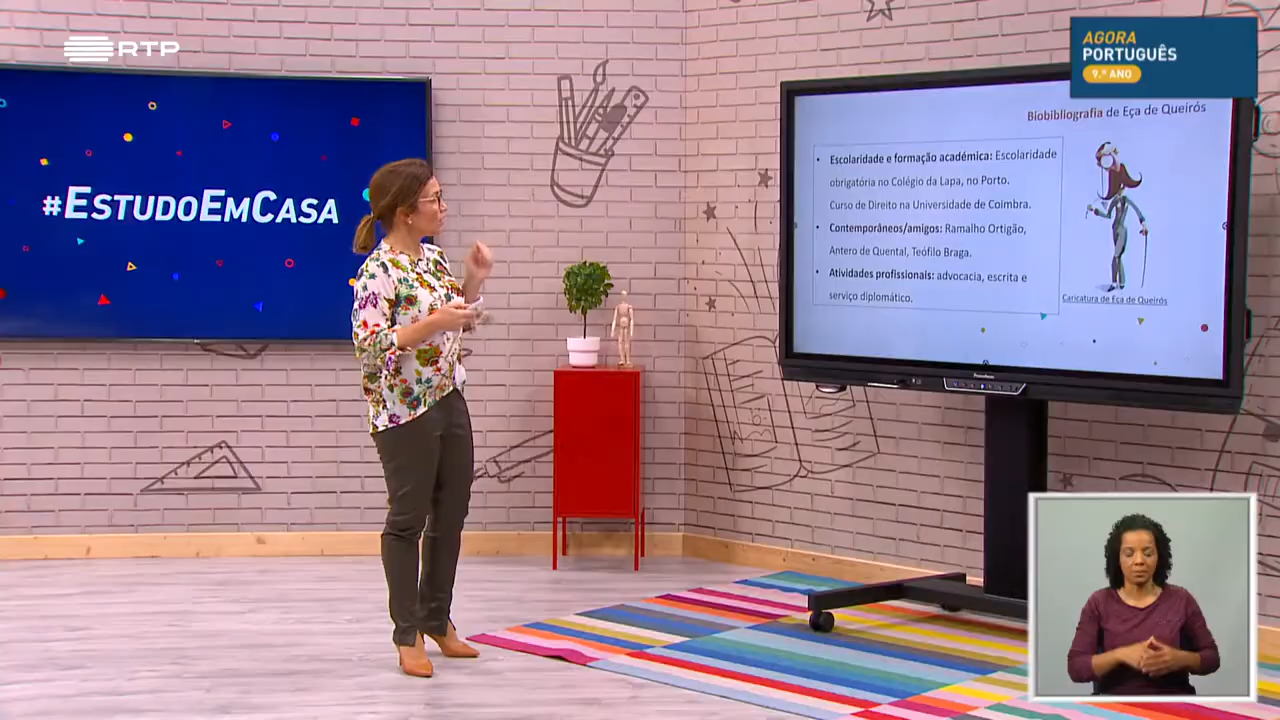 RTP
AGORA
PORTUGUÊS
9.º ANO
#ESTUDOEMCASA
Biobibliografia de Eça de Queirós
• Escolaridade e formação académica: Escolaridade
obrigatória no Colégio da Lapa, no Porto.
Curso de Direito na Universidade de Coimbra.
• Contemporâneos/amigos: Ramalho Ortigão,
Antero de Quental, Teófilo Braga.
• Atividades profissionais: advocacia, escrita e
serviço diplomático.
Caricatura de Eça de Queirós